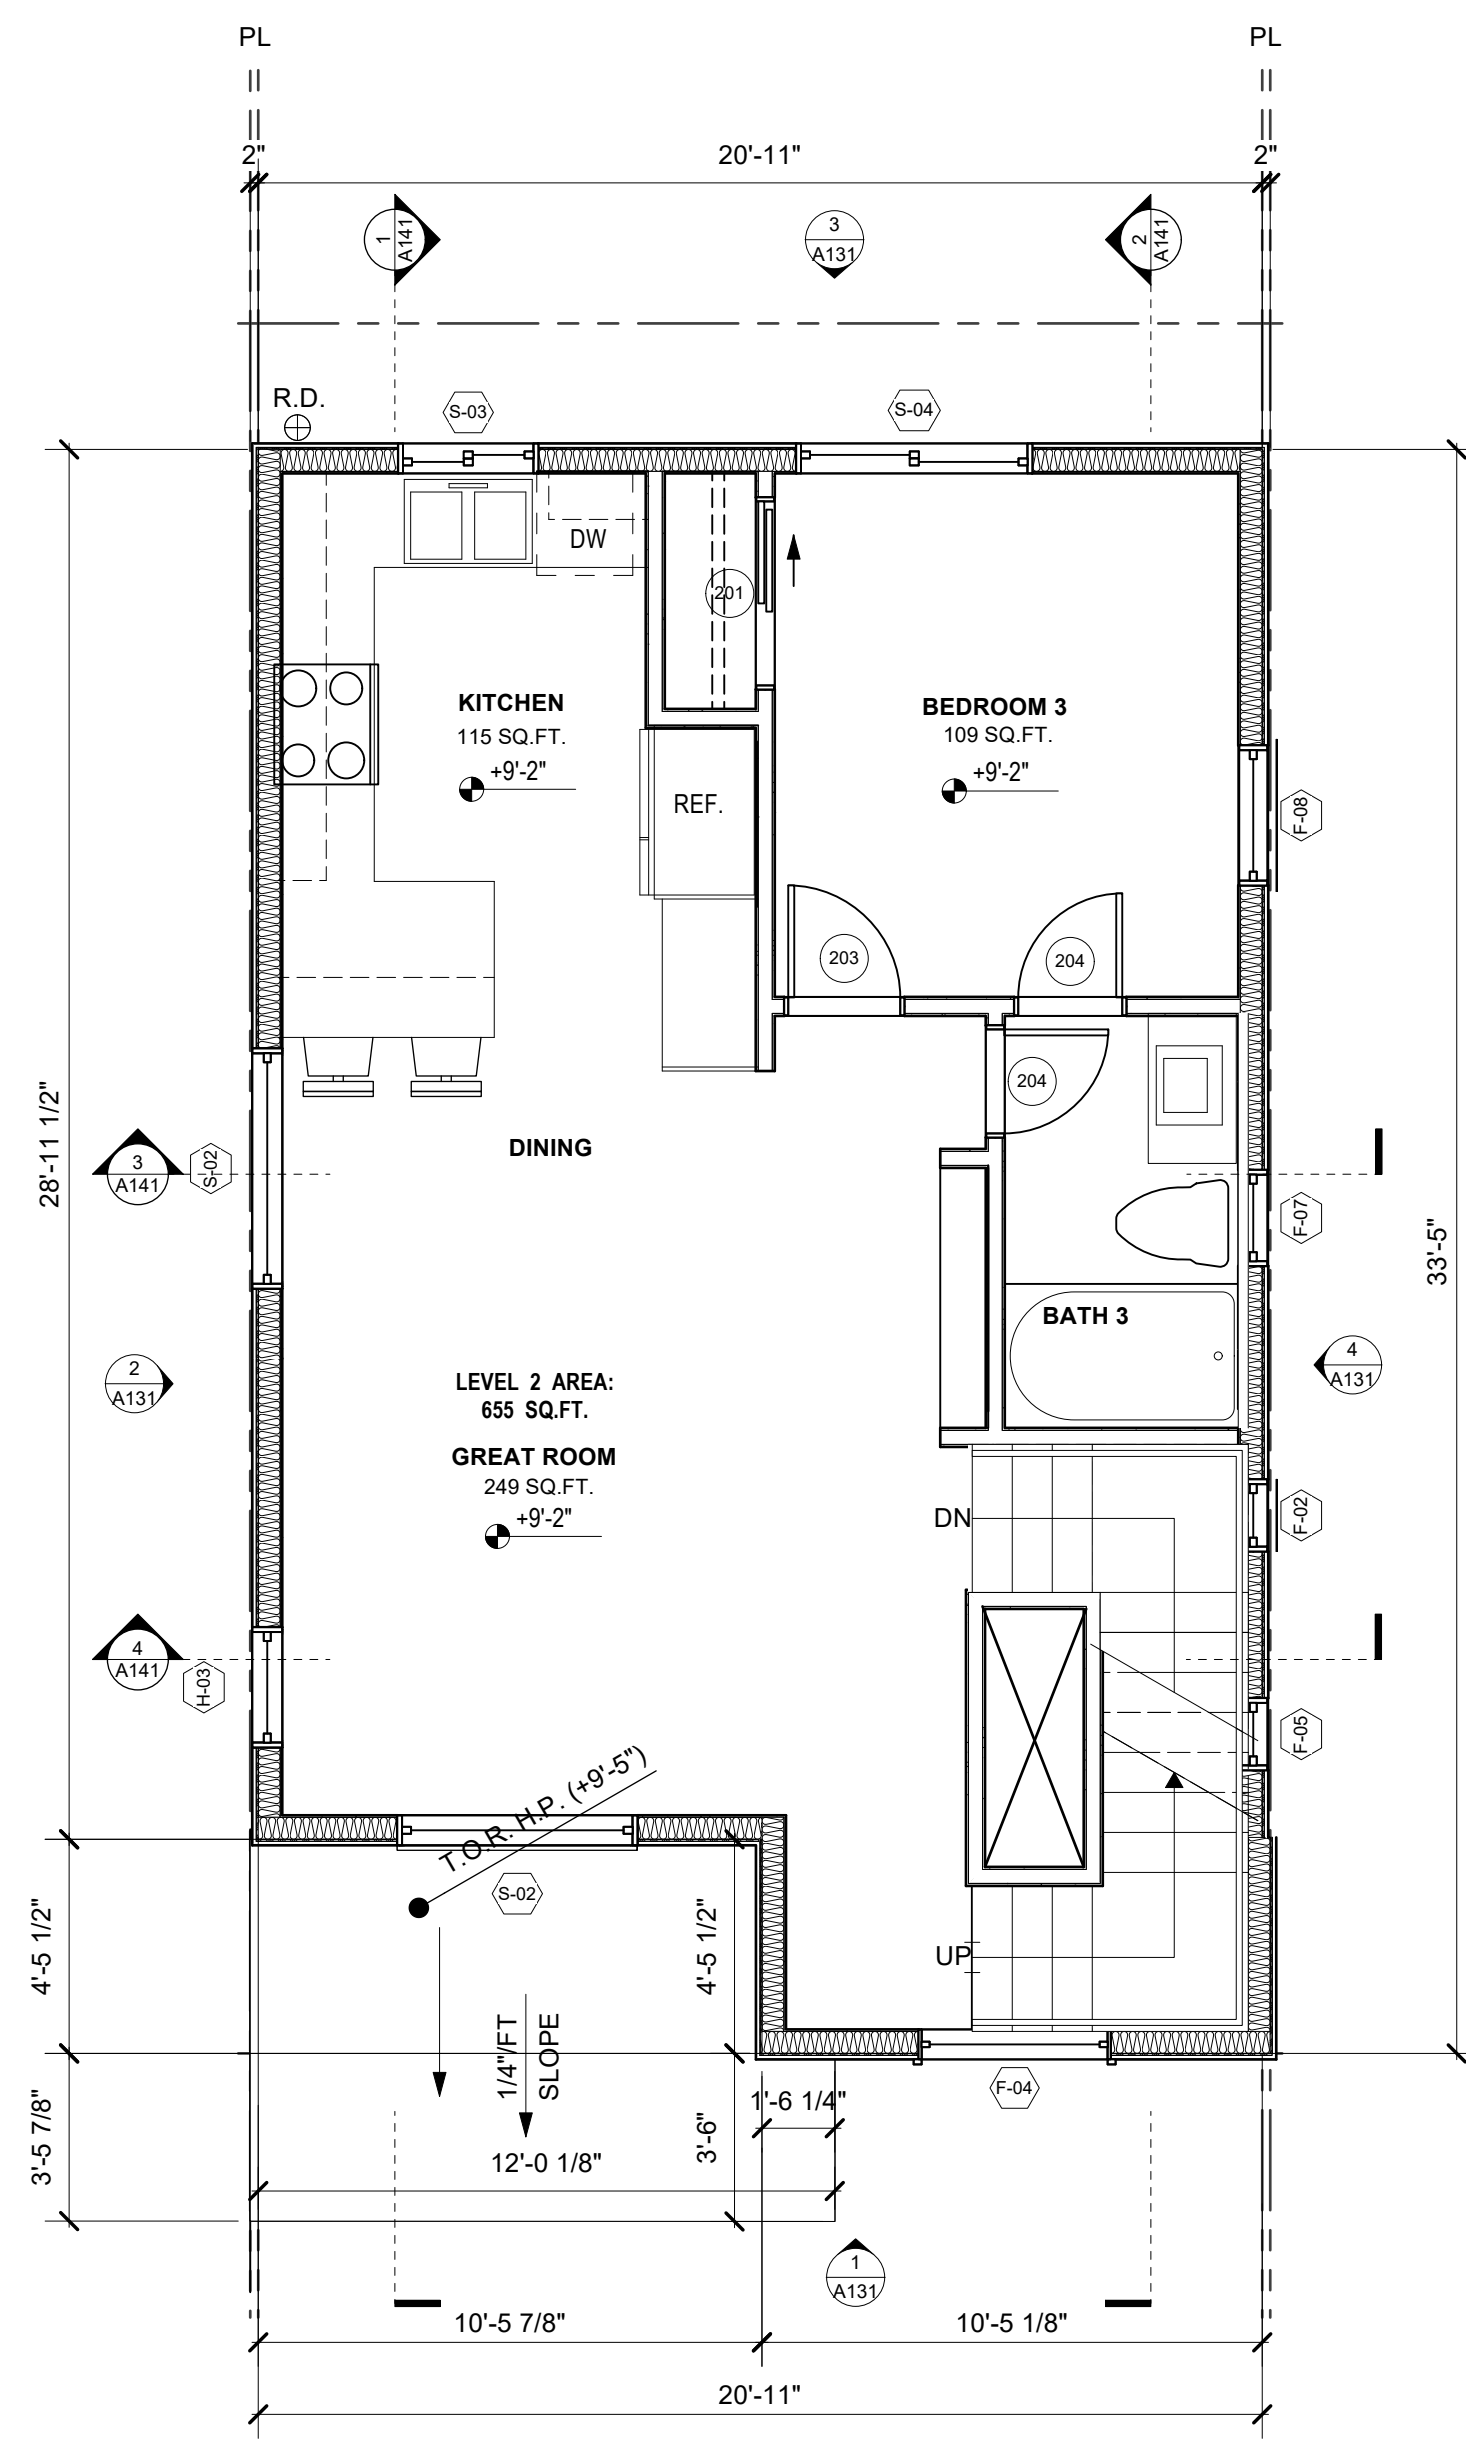 PL
PL
2"
20'-11"
2"
1
A141
3
A131
2
A141
R.D.
S-03
S-04
DW
201
KITCHEN
115 SQ.FT.
+9'-2"
BEDROOM 3
109 SQ.FT.
+9'-2"
REF.
F-08
203
204
204
28'-11 1/2"
DINING
3
A141
S-02
F-07
33'-5"
BATH 3
2
A131
4
A131
LEVEL 2 AREA:
655 SQ.FT.
GREAT ROOM
249 SQ.FT.
+9'-2"
DN
F-02
4
A141
H-03
F-05
T.O.R. H.P. (+9'-5")
S-02
4'-5 1/2"
4'-5 1/2"
UP
1/4"/FT
SLOPE
F-04
1'-6 1/4"
3'-5 7/8"
3'-6"
12'-0 1/8"
1
A131
10'-5 7/8"
10'-5 1/8"
20'-11"